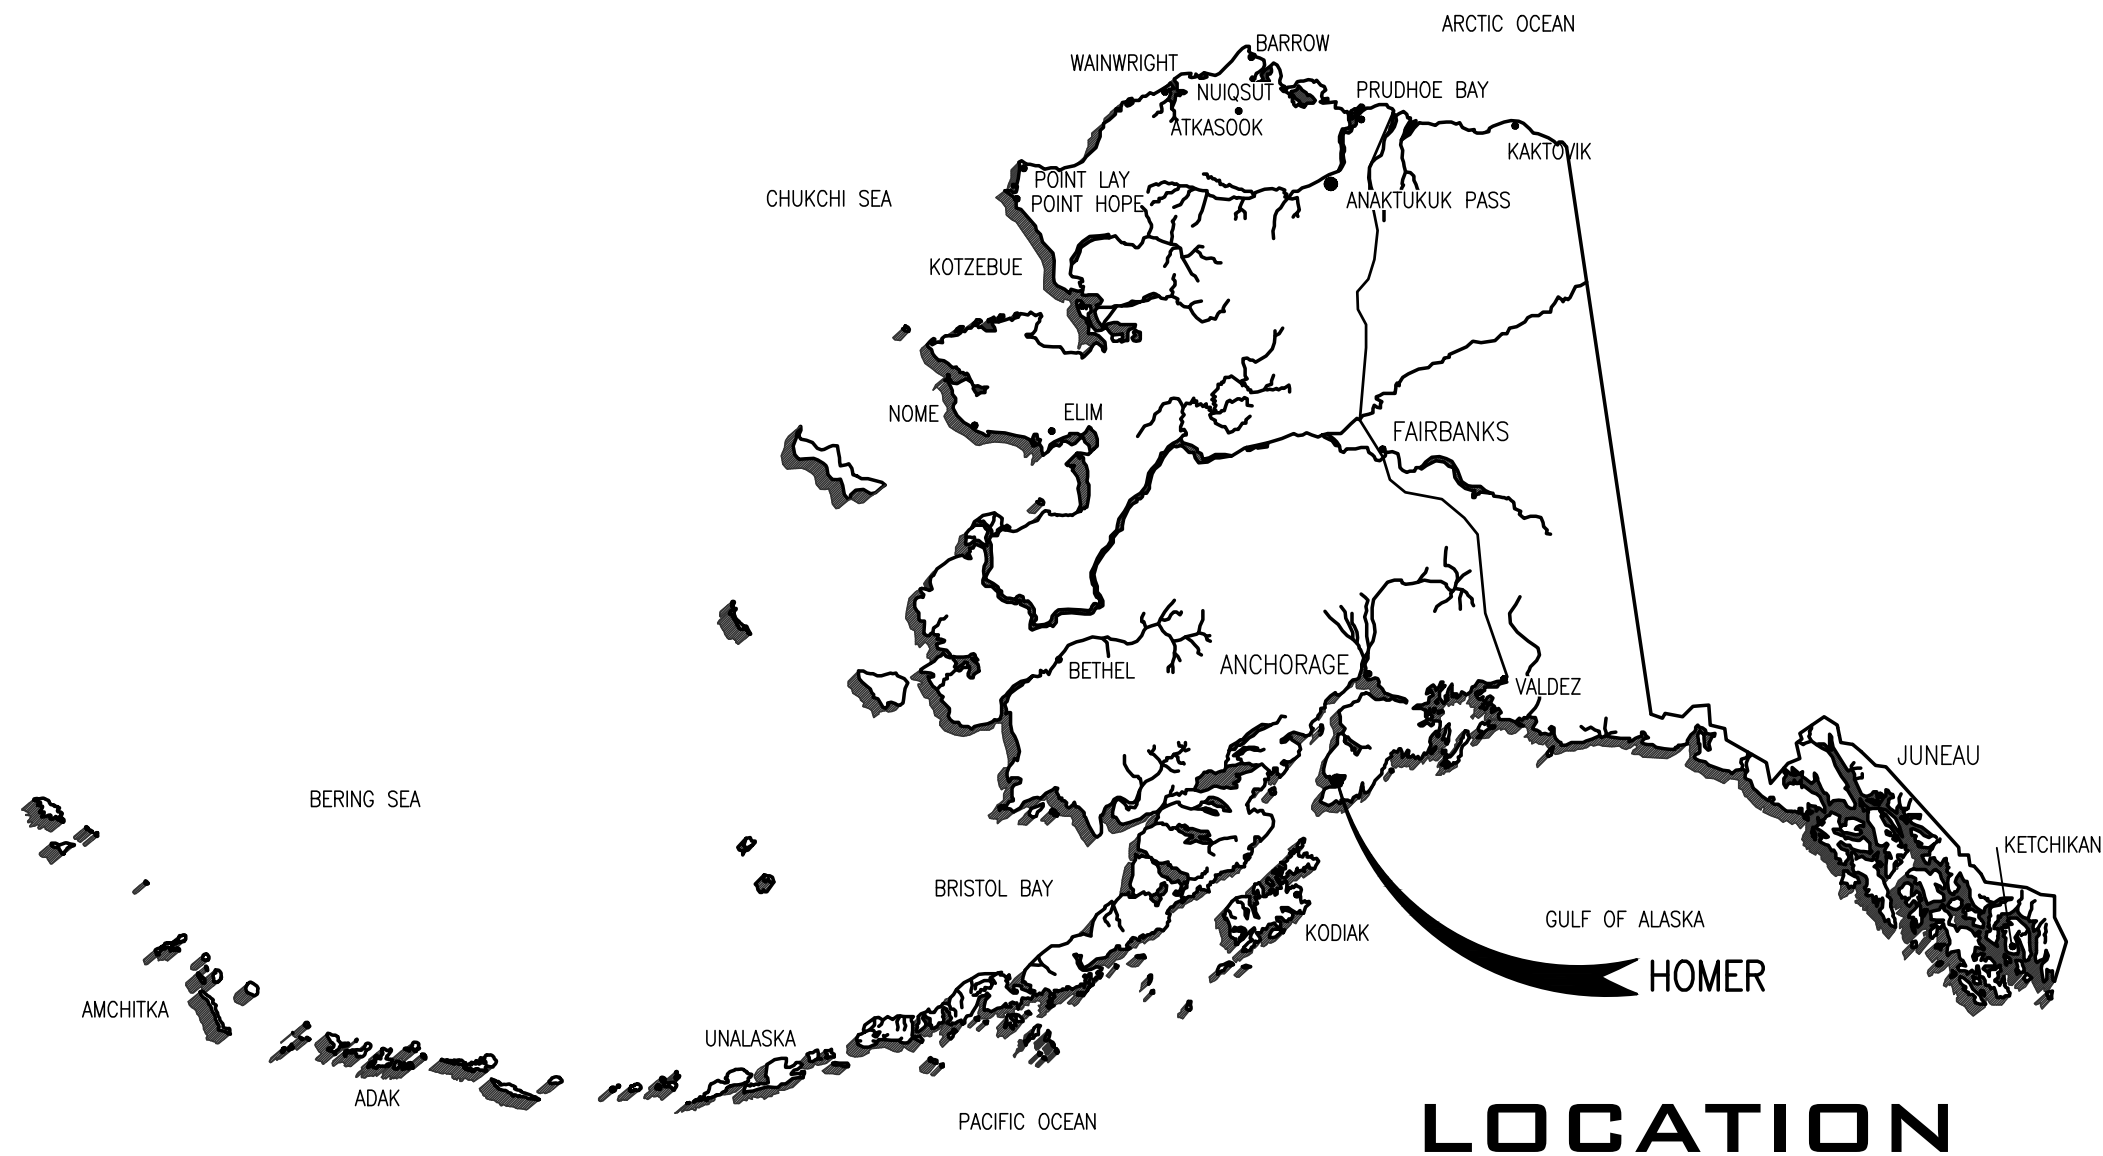 ARCTIC OCEAN
BARROW
WAINWRIGHT
NUIQSUT
PRUDHOE BAY
ATKASOOK
KAKTOVIK
POINT LAY
CHUKCHI SEA
POINT HOPE
ANAKTUKUK PASS
KOTZEBUE
NOME
ELIM
FAIRBANKS
ANCHORAGE
BETHEL
VALDEZ
JUNEAU
BERING SEA
KETCHIKAN
BRISTOL BAY
GULF OF ALASKA
KODIAK
HOMER
AMCHITKA
UNALASKA
ADAK
PACIFIC OCEAN
LOCATION